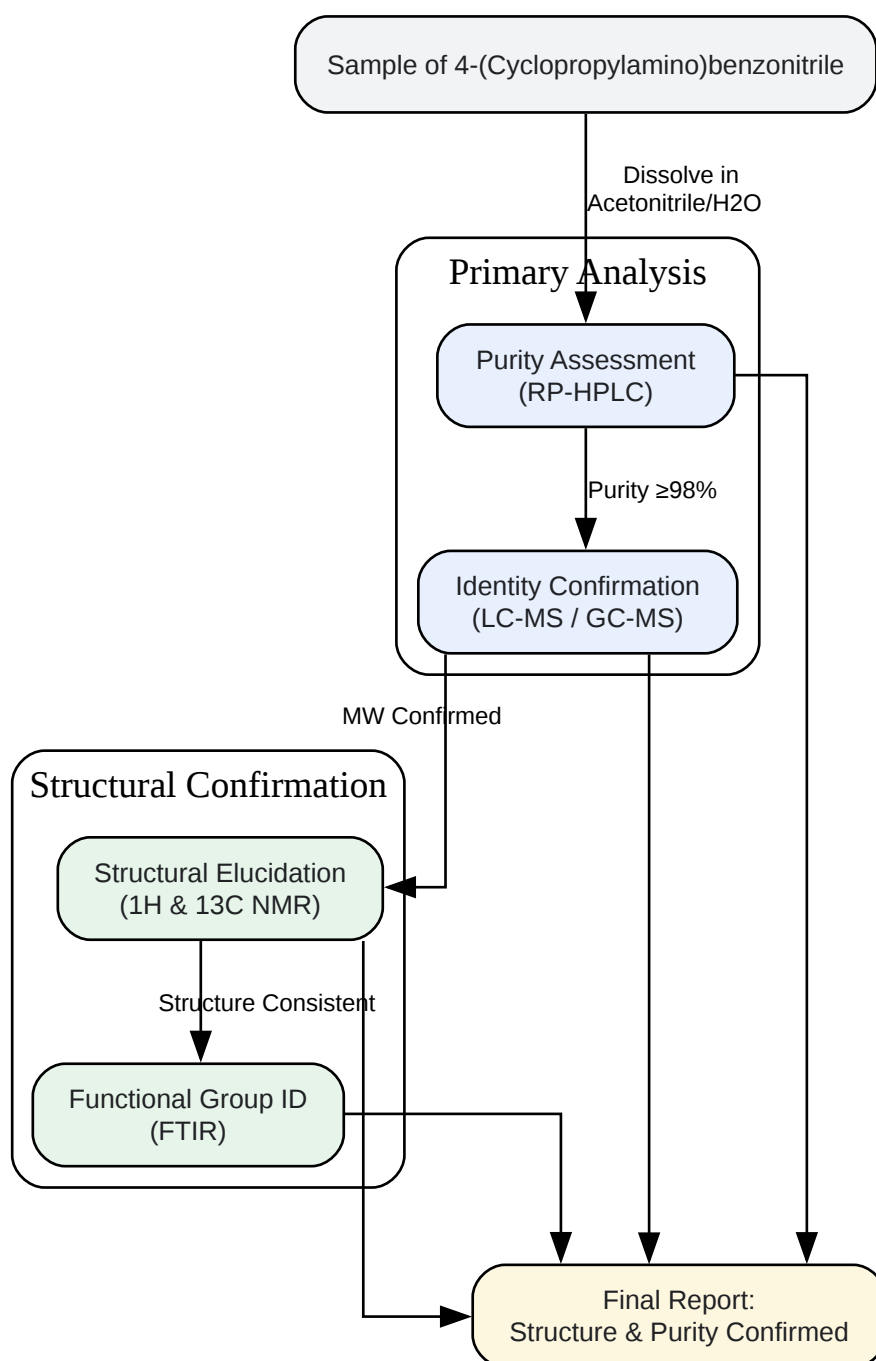 Sample of 4-(Cyclopropylamino)benzonitrile
Dissolve in
Acetonitrile/H2O
Primary Analysis
Purity Assessment
(RP-HPLC)
Purity ≥98%
Identity Confirmation
(LC-MS / GC-MS)
MW Confirmed
Structural Confirmation
Structural Elucidation
(1H & 13C NMR)
Structure Consistent
Functional Group ID
(FTIR)
Final Report:
Structure & Purity Confirmed